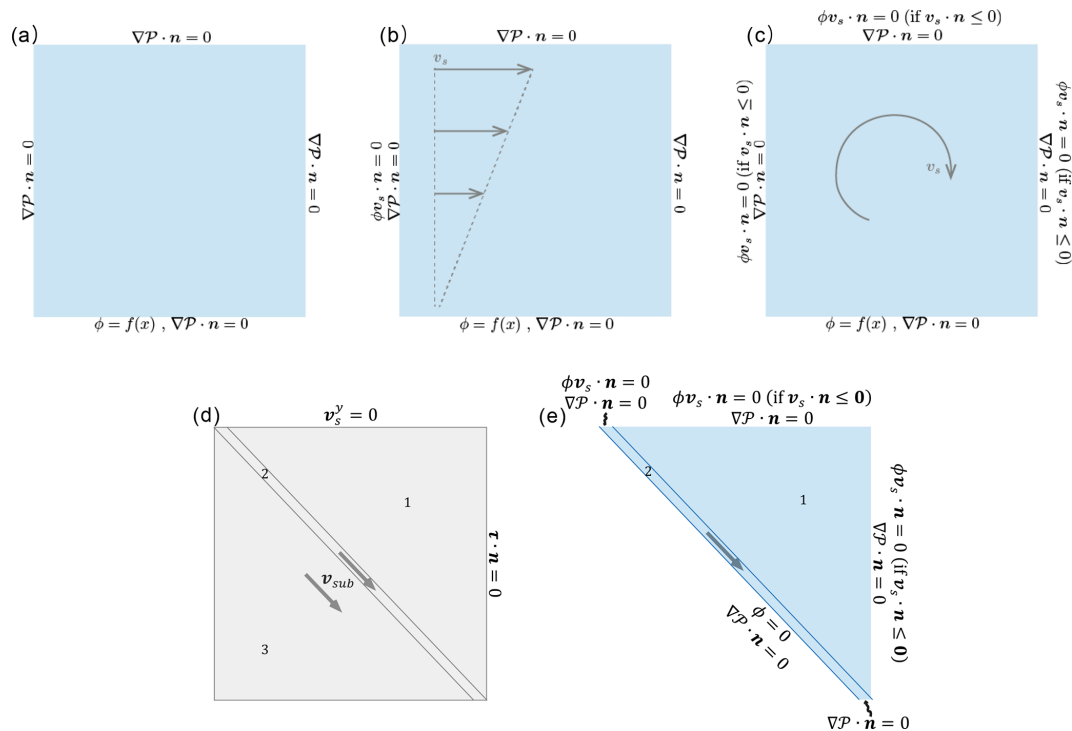 (a)
∇𝒫 · n = 0
∇𝒫 · n = 0
∇𝒫 · n = 0
ϕ = f(x) , ∇𝒫 · n = 0
(b)
∇𝒫 · n = 0
v_s
ϕv_s · n = 0
∇𝒫 · n = 0
∇𝒫 · n = 0
ϕ = f(x) , ∇𝒫 · n = 0
(c)
ϕv_s · n = 0 (if v_s · n ≤ 0)
∇𝒫 · n = 0
ϕv_s · n = 0 (if v_s · n ≤ 0)
∇𝒫 · n = 0
v_s
ϕv_s · n = 0 (if v_s · n ≤ 0)
∇𝒫 · n = 0
ϕ = f(x) , ∇𝒫 · n = 0
(d)
v_s^y = 0
2
1
v_sub
3
τ · n = 0
(e)
ϕv_s · n = 0
∇𝒫 · n = 0
ϕv_s · n = 0 (if v_s · n ≤ 0)
∇𝒫 · n = 0
2
1
ϕv_s · n = 0 (if v_s · n ≤ 0)
∇𝒫 · n = 0
ϕ = 0
∇𝒫 · n = 0
∇𝒫 · n = 0